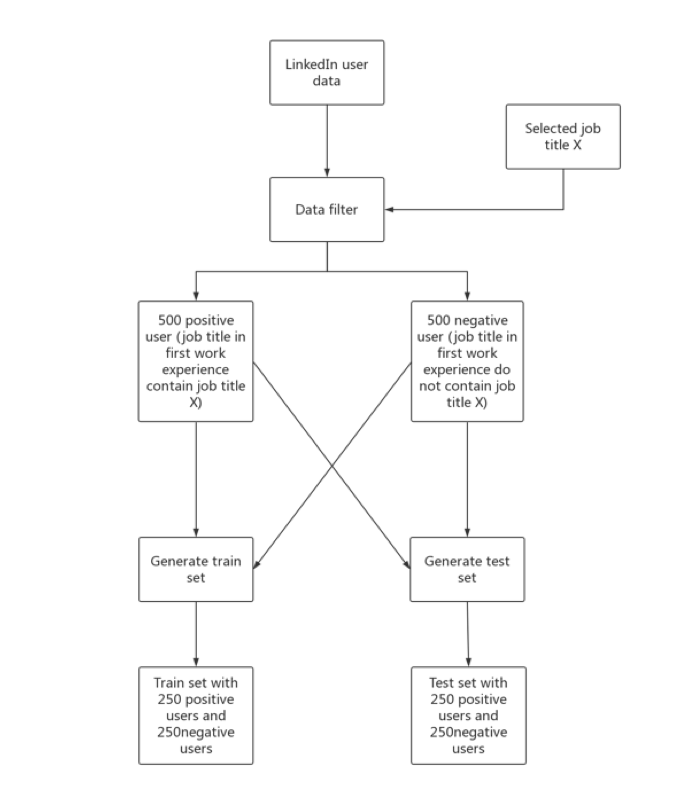 LinkedIn user
data
Selected job
title X
Data filter
500 positive
user (job title in
first work
experience
contain job title
X)
500 negative
user (job title in
first work
experience do
not contain job
title X)
Generate train
set
Generate test
set
Train set with
250 positive
users and
250negative
users
Test set with
250 positive
users and
250negative
users